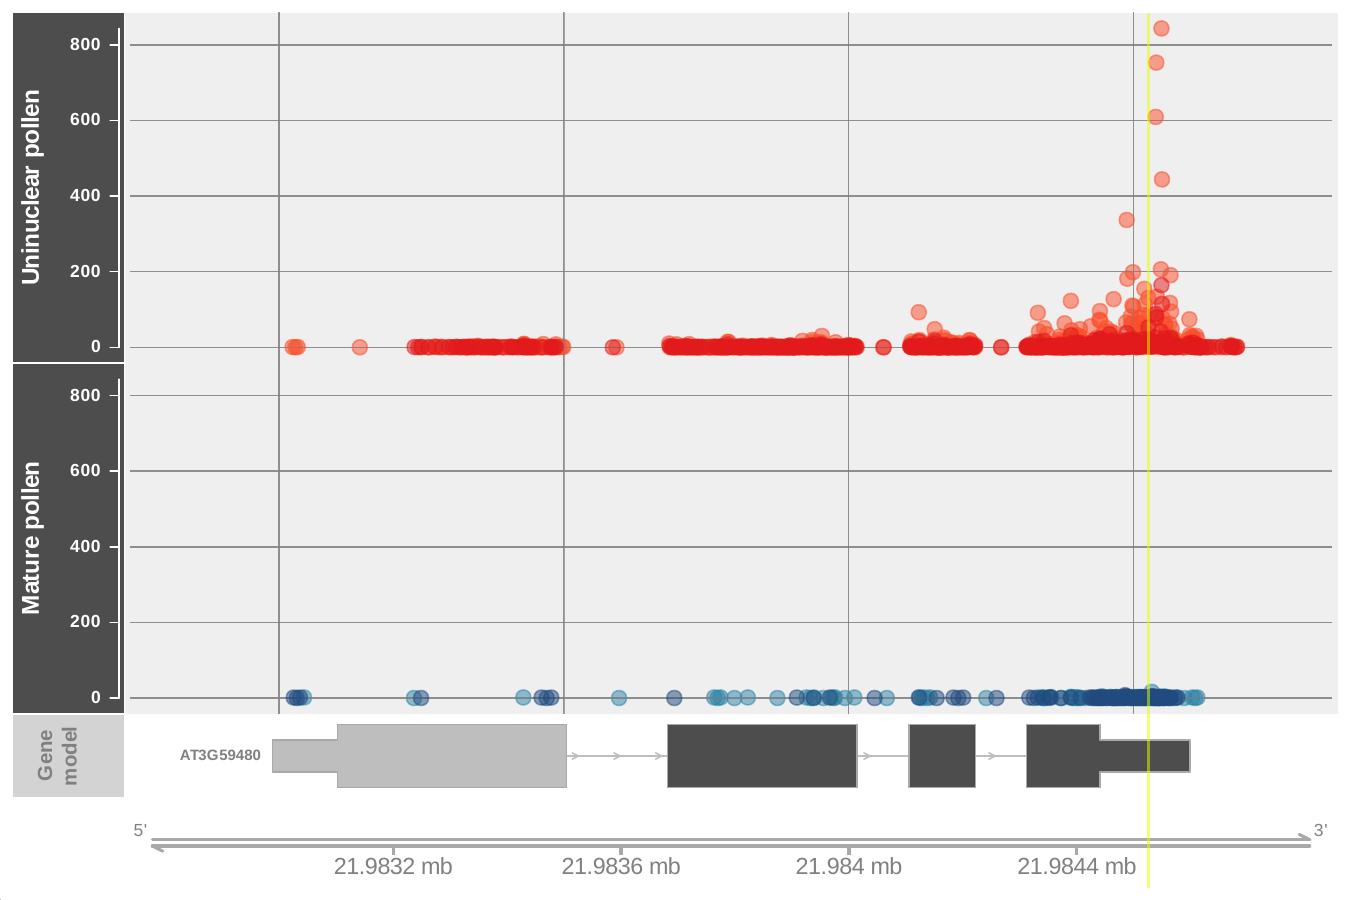 Uninuclear pollen
800
600
400
200
0
Mature pollen
800
600
400
200
0
Gene
model
AT3G59480
5'
3'
21.9832 mb
21.9836 mb
21.984 mb
21.9844 mb